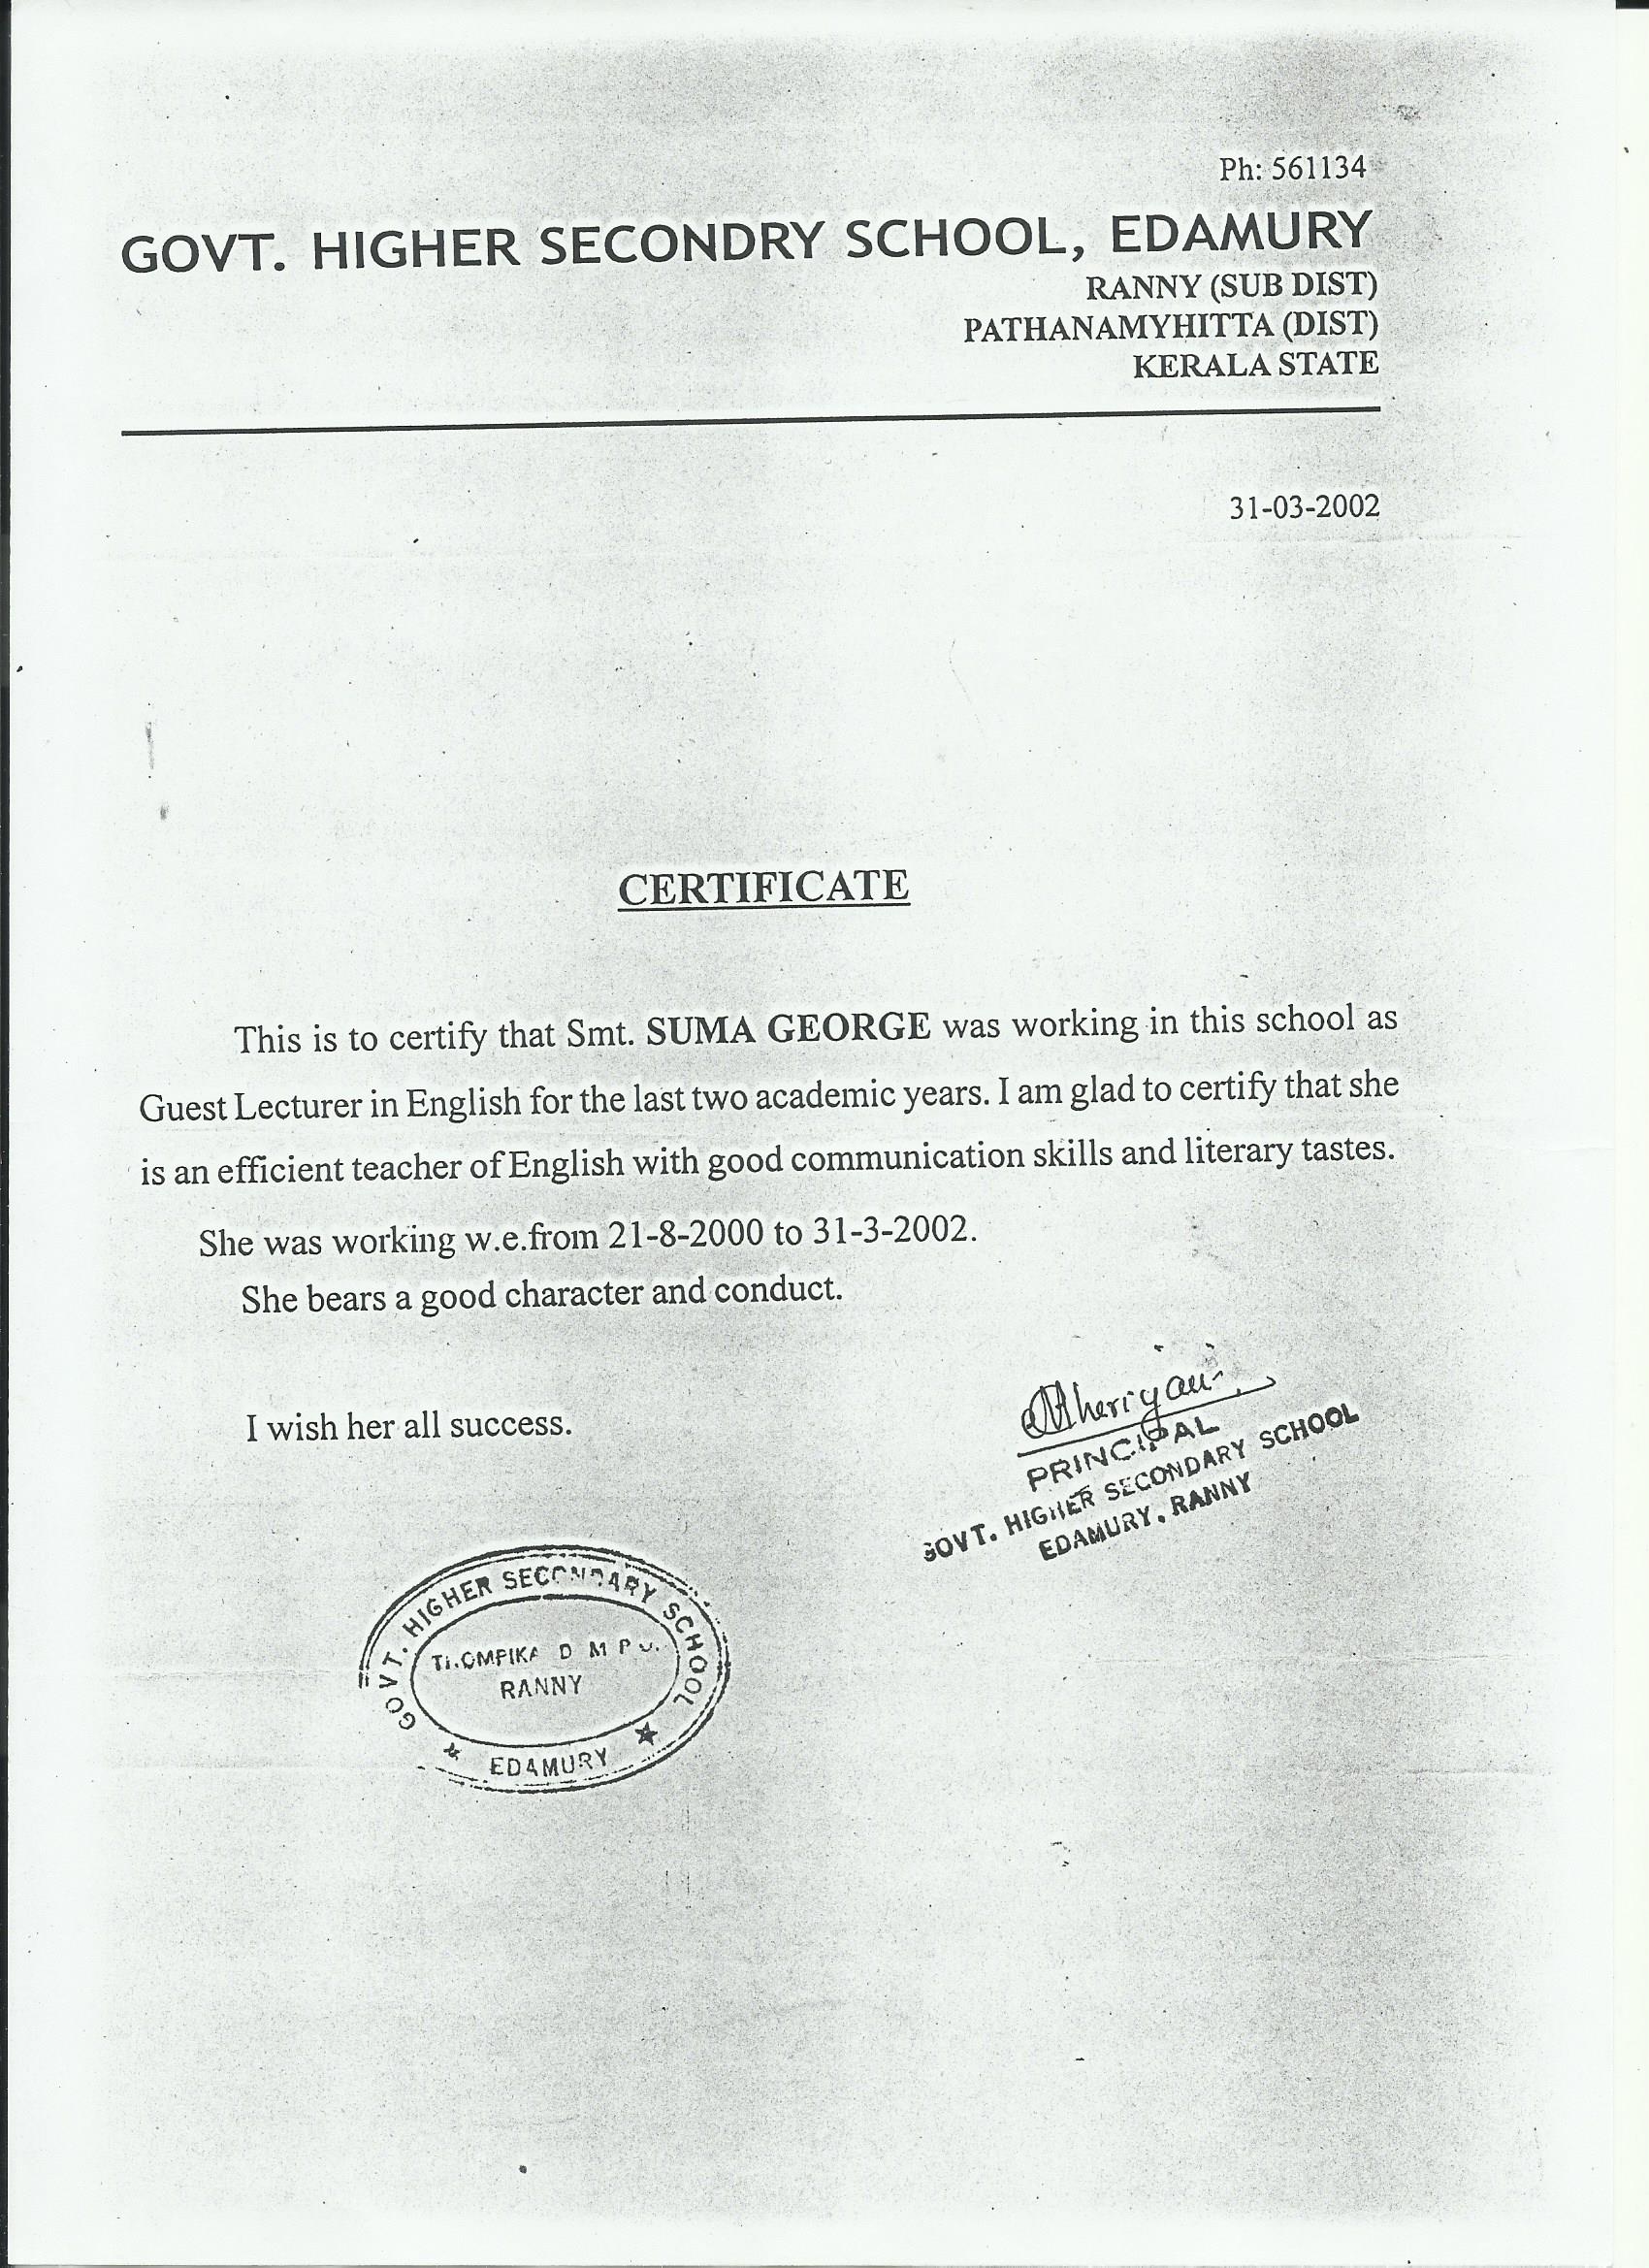 Ph: 561134
GOVT. HIGHER SECONDRY SCHOOL, EDAMURY
RANNY (SUB DIST)
PATHANAMYHITTA (DIST)
KERALA STATE
31-03-2002
CERTIFICATE
This is to certify that Smt. SUMA GEORGE was working in this school as
Guest Lecturer in English for the last two academic years. I am glad to certify that she
is an efficient teacher of English with good communication skills and literary tastes.
She was working w.e.from 21-8-2000 to 31-3-2002.
She bears a good character and conduct.
I wish her all success.
PRINCIPAL
GOVT. HIGHER SECONDARY SCHOOL
EDAMURY, RANNY
GOVT. HIGHER SECONDARY SCHOOL
RANNY
EDAMURY